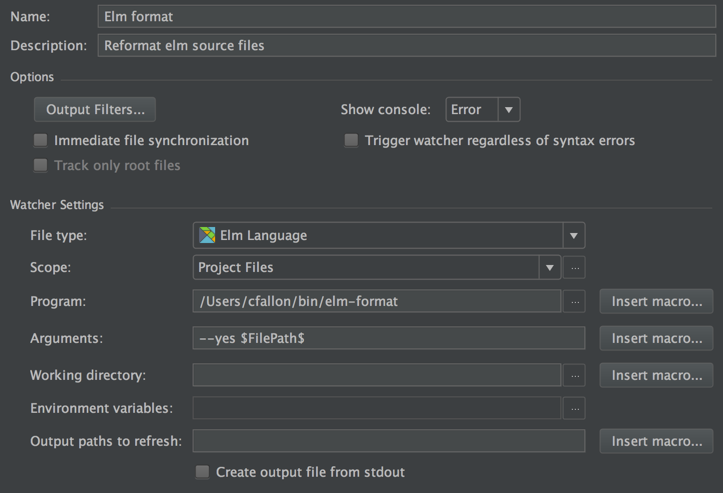 Name: Elm format
Description: Reformat elm source files
Options
Output Filters... Show console: Error
Immediate file synchronization Trigger watcher regardless of syntax errors
Track only root files
Watcher Settings
File type: Elm Language
Scope: Project Files ...
Program: /Users/cfallon/bin/elm-format ... Insert macro...
Arguments: --yes $FilePath$ Insert macro...
Working directory: ... Insert macro...
Environment variables: ...
Output paths to refresh: Insert macro...
Create output file from stdout